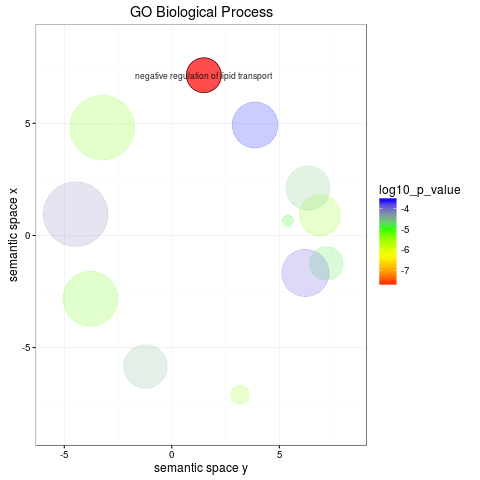 GO Biological Process
negative regulation of lipid transport
5
0
-5
semantic space x
-5
0
5
semantic space y
log10_p_value
-4
-5
-6
-7